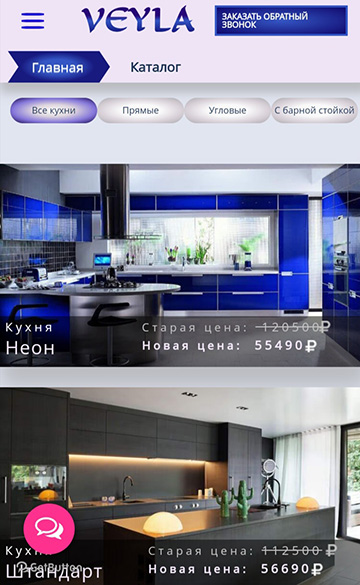 VEYLA
ЗАКАЗАТЬ ОБРАТНЫЙ
ЗВОНОК
Главная
Каталог
Все кухни
Прямые
Угловые
С барной стойкой
Кухня
Старая цена: 120500₽
Неон
Новая цена: 55490₽
Кухня
Старая цена: 112500₽
GetButton
Штандарт
Новая цена: 56690₽